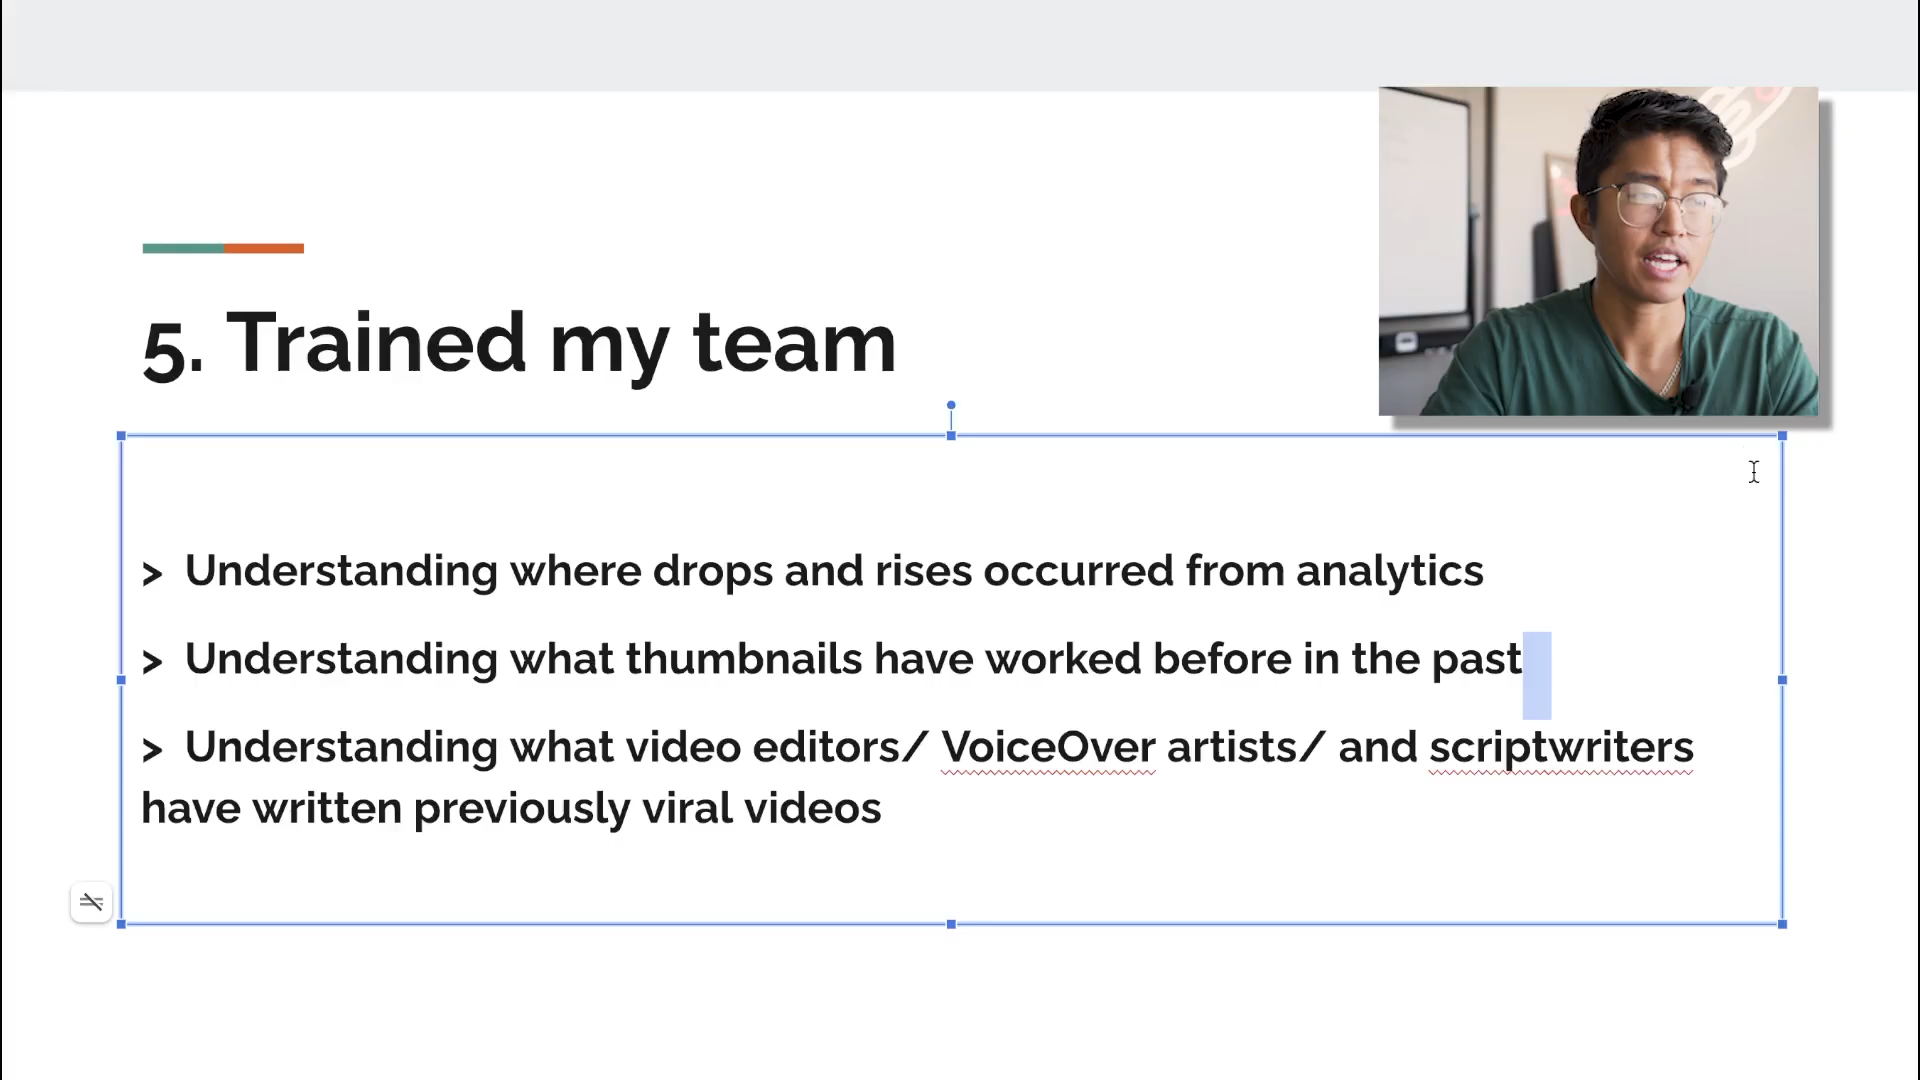 5. Trained my team
> Understanding where drops and rises occurred from analytics
> Understanding what thumbnails have worked before in the past
> Understanding what video editors/ VoiceOver artists/ and scriptwriters
have written previously viral videos